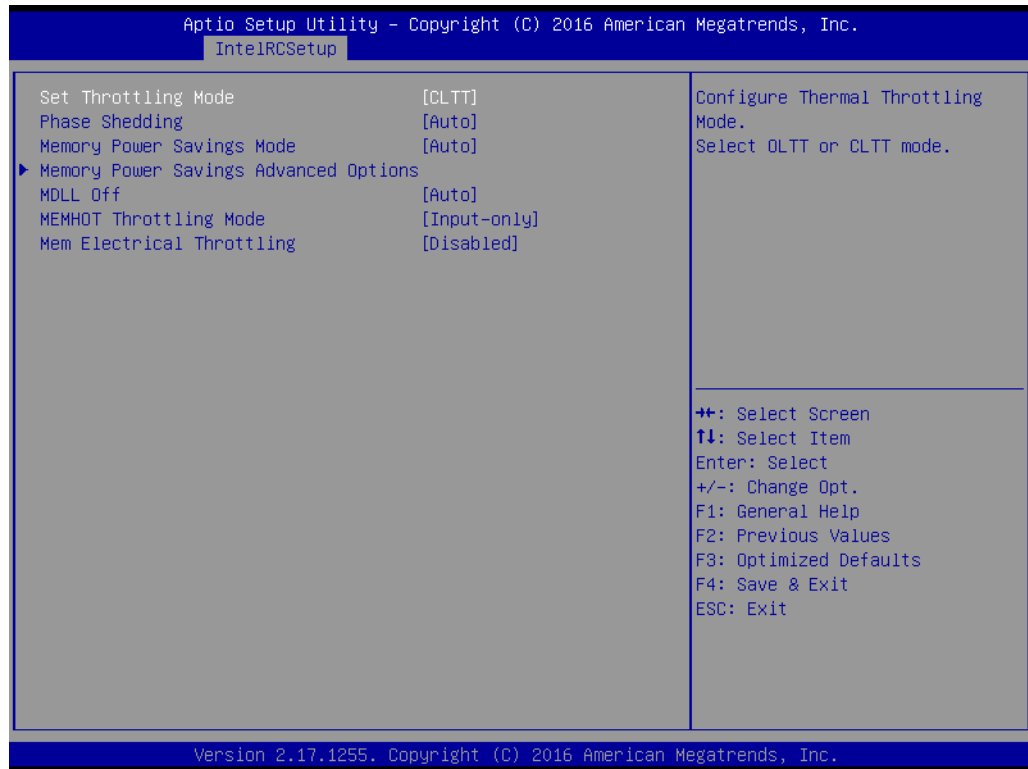 Aptio Setup Utility – Copyright (C) 2016 American Megatrends, Inc.
IntelRCSetup
Set Throttling Mode [CLTT]
Phase Shedding [Auto]
Memory Power Savings Mode [Auto]
▶ Memory Power Savings Advanced Options
MDLL Off [Auto]
MEMHOT Throttling Mode [Input-only]
Mem Electrical Throttling [Disabled]
Configure Thermal Throttling
Mode.
Select OLTT or CLTT mode.
→←: Select Screen
↑↓: Select Item
Enter: Select
+/-: Change Opt.
F1: General Help
F2: Previous Values
F3: Optimized Defaults
F4: Save & Exit
ESC: Exit
Version 2.17.1255. Copyright (C) 2016 American Megatrends, Inc.